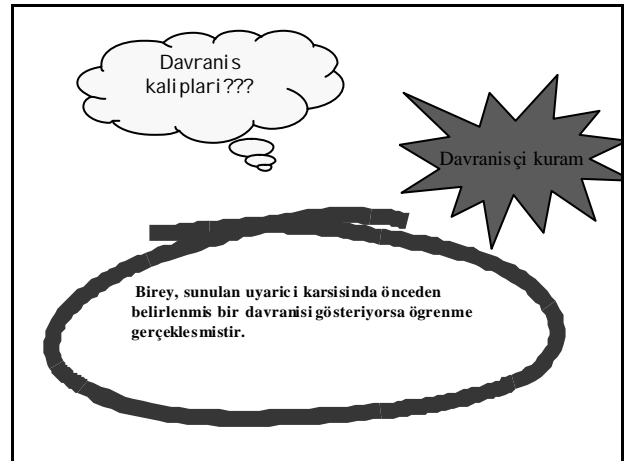 Davranis
kaliplari???
Davranisçi kuram
Birey, sunulan uyarici karsisinda önceden
belirlenmis bir davranisi gösteriyorsa ögrenme
gerçeklesmistir.